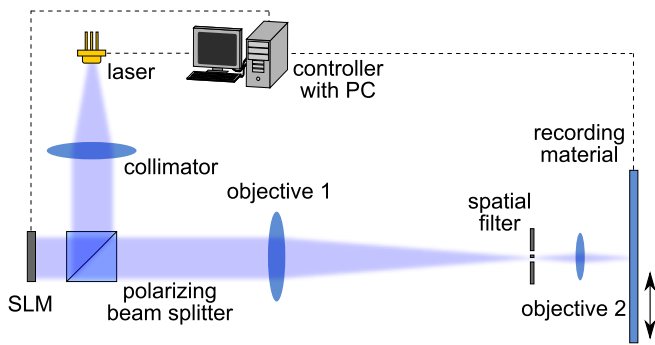 laser
controller
with PC
collimator
recording
material
objective 1
spatial
filter
SLM
polarizing
beam splitter
objective 2